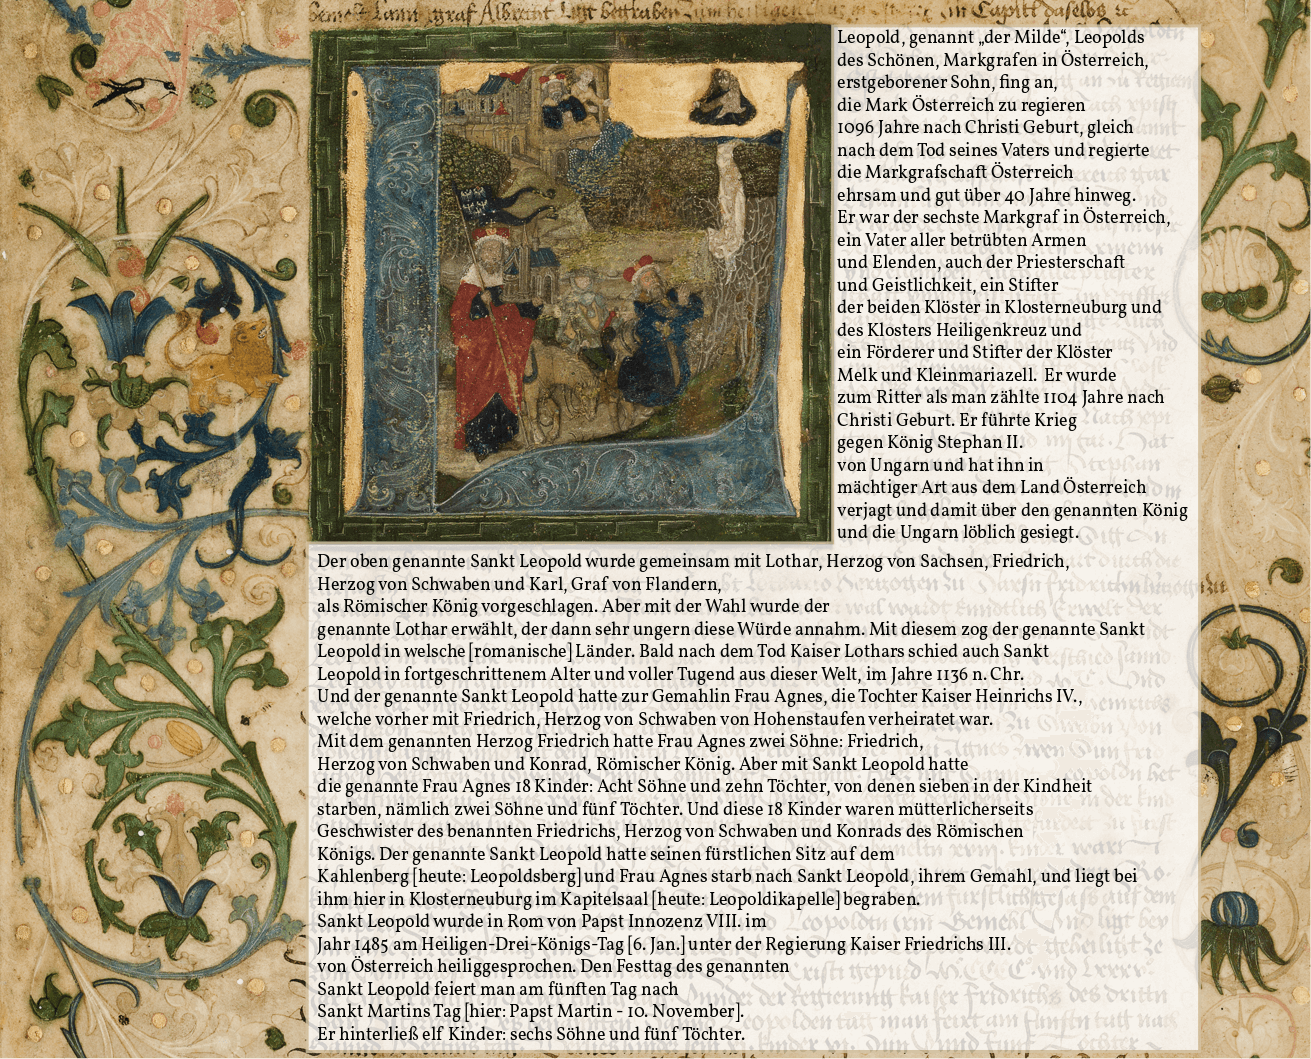 Leopold, genannt „der Milde“, Leopolds
des Schönen, Markgrafen in Österreich,
erstgeborener Sohn, fing an,
die Mark Österreich zu regieren
1096 Jahre nach Christi Geburt, gleich
nach dem Tod seines Vaters und regierte
die Markgrafschaft Österreich
ehrsam und gut über 40 Jahre hinweg.
Er war der sechste Markgraf in Österreich,
ein Vater aller betrübten Armen
und Elenden, auch der Priesterschaft
und Geistlichkeit, ein Stifter
der beiden Klöster in Klosterneuburg und
des Klosters Heiligenkreuz und
ein Förderer und Stifter der Klöster
Melk und Kleinmariazell. Er wurde
zum Ritter als man zählte 1104 Jahre nach
Christi Geburt. Er führte Krieg
gegen König Stephan II.
von Ungarn und hat ihn in
mächtiger Art aus dem Land Österreich
verjagt und damit über den genannten König
und die Ungarn löblich gesiegt.
Der oben genannte Sankt Leopold wurde gemeinsam mit Lothar, Herzog von Sachsen, Friedrich,
Herzog von Schwaben und Karl, Graf von Flandern,
als Römischer König vorgeschlagen. Aber mit der Wahl wurde der
genannte Lothar erwählt, der dann sehr ungern diese Würde annahm. Mit diesem zog der genannte Sankt
Leopold in welsche [romanische] Länder. Bald nach dem Tod Kaiser Lothars schied auch Sankt
Leopold in fortgeschrittenem Alter und voller Tugend aus dieser Welt, im Jahre 1136 n. Chr.
Und der genannte Sankt Leopold hatte zur Gemahlin Frau Agnes, die Tochter Kaiser Heinrichs IV.,
welche vorher mit Friedrich, Herzog von Schwaben von Hohenstaufen verheiratet war.
Mit dem genannten Herzog Friedrich hatte Frau Agnes zwei Söhne: Friedrich,
Herzog von Schwaben und Konrad, Römischer König. Aber mit Sankt Leopold hatte
die genannte Frau Agnes 18 Kinder: Acht Söhne und zehn Töchter, von denen sieben in der Kindheit
starben, nämlich zwei Söhne und fünf Töchter. Und diese 18 Kinder waren mütterlicherseits
Geschwister des benannten Friedrichs, Herzog von Schwaben und Konrads des Römischen
Königs. Der genannte Sankt Leopold hatte seinen fürstlichen Sitz auf dem
Kahlenberg [heute: Leopoldsberg] und Frau Agnes starb nach Sankt Leopold, ihrem Gemahl, und liegt bei
ihm hier in Klosterneuburg im Kapitelsaal [heute: Leopoldikapelle] begraben.
Sankt Leopold wurde in Rom von Papst Innozenz VIII. im
Jahr 1485 am Heiligen-Drei-Königs-Tag [6. Jan.] unter der Regierung Kaiser Friedrichs III.
von Österreich heiliggesprochen. Den Festtag des genannten
Sankt Leopold feiert man am fünften Tag nach
Sankt Martins Tag [hier: Papst Martin - 10. November].
Er hinterließ elf Kinder: sechs Söhne und fünf Töchter.